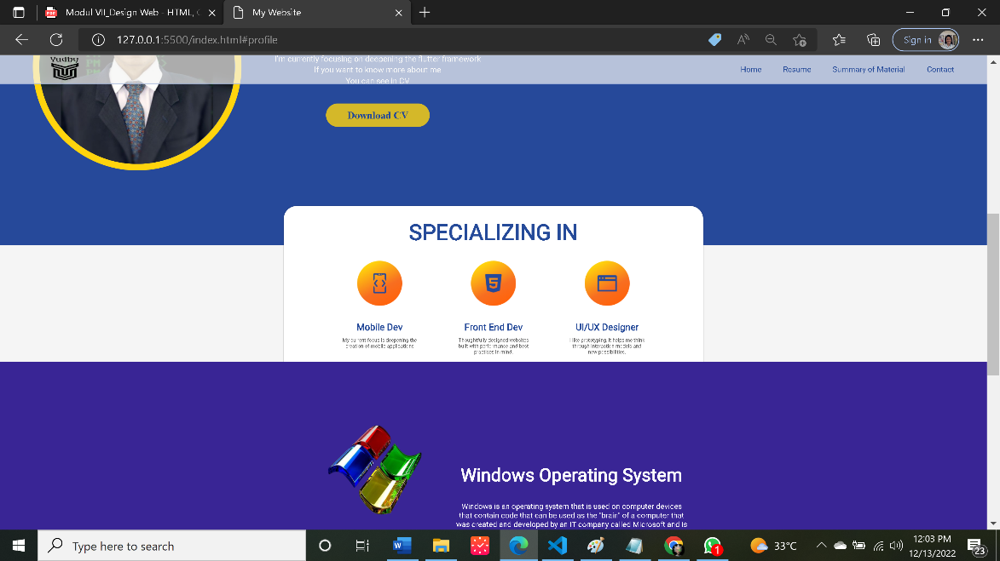 Modul VII_Design Web - HTML, C
My Website
127.0.0.1:5500/index.html#profile
Sign in
Yudby
I'm currently focusing on deepening the flutter framework
If you want to know more about me
You can see in CV
Home
Resume
Summary of Material
Contact
Download CV
SPECIALIZING IN
Mobile Dev
My current focus is deepening the
creation of mobile applications
Front End Dev
Thoughtfully designed websites
built with performance and best
practices in mind.
UI/UX Designer
I like prototyping. It helps me think
through interaction models and
new possibilities.
Windows Operating System
Windows is an operating system that is used on computer devices
that contain code that can be used as the "brain" of a computer that
was created and developed by an IT company called Microsoft and is
Type here to search
1
33°C
12:03 PM
12/13/2022
23